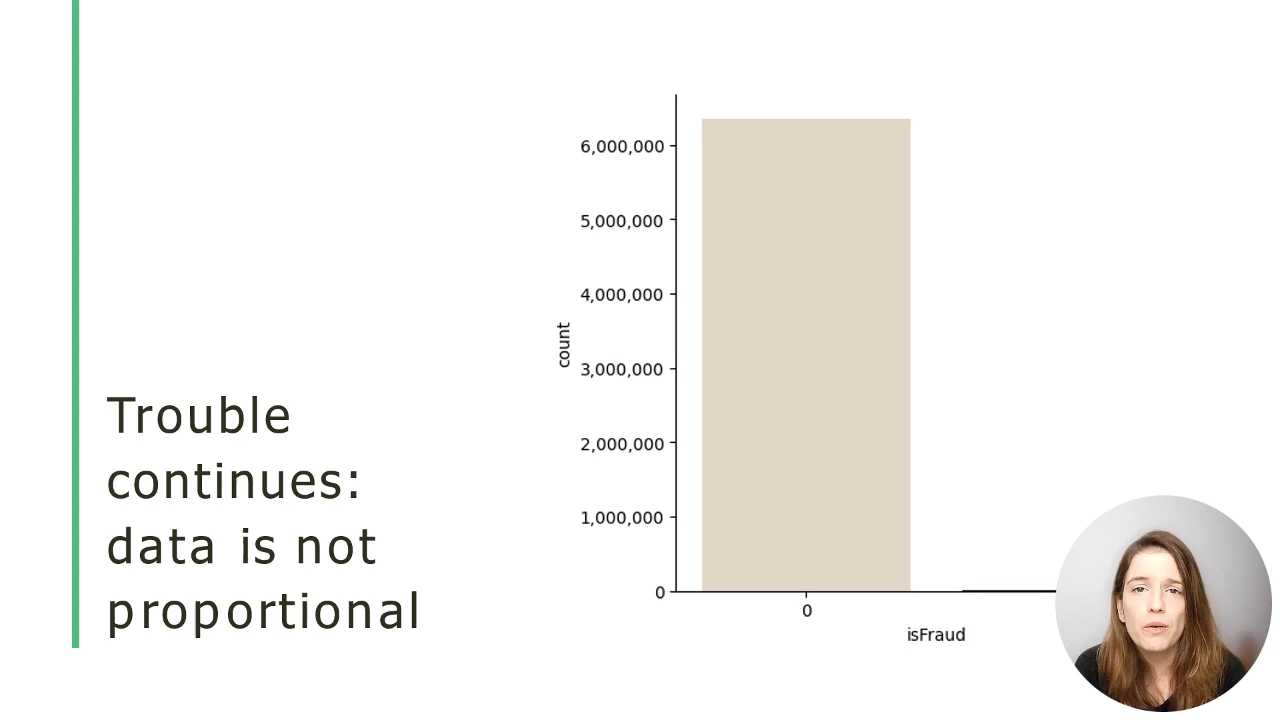 Trouble
continues:
data is not
proportional
6,000,000
5,000,000
4,000,000
3,000,000
2,000,000
1,000,000
0
count
0
isFraud